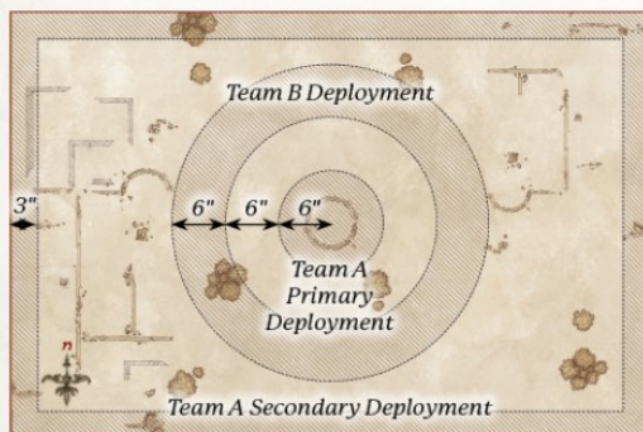 Team B Deployment
3"
6"
6"
6"
Team A
Primary
Deployment
n
Team A Secondary Deployment